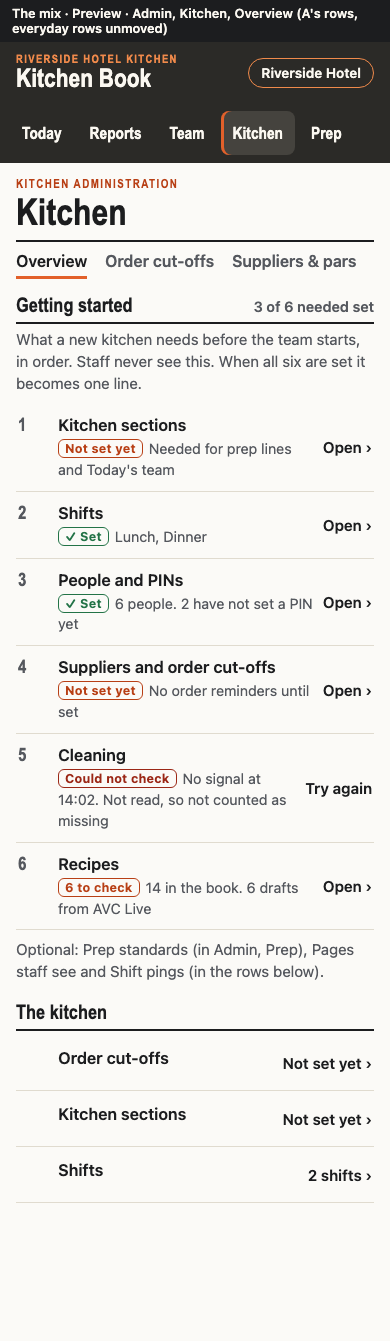 The mix · Preview · Admin, Kitchen, Overview (A's rows,
everyday rows unmoved)
RIVERSIDE HOTEL KITCHEN
Kitchen Book
Riverside Hotel
Today Reports Team Kitchen Prep
KITCHEN ADMINISTRATION
Kitchen
Overview Order cut-offs Suppliers & pars
Getting started 3 of 6 needed set
What a new kitchen needs before the team starts,
in order. Staff never see this. When all six are set it
becomes one line.
1 Kitchen sections
Not set yet Needed for prep lines
and Today's team
Open ›
2 Shifts
✓ Set Lunch, Dinner
Open ›
3 People and PINs
✓ Set 6 people. 2 have not set a PIN
yet
Open ›
4 Suppliers and order cut-offs
Not set yet No order reminders until
set
Open ›
5 Cleaning
Could not check No signal at
14:02. Not read, so not counted as
missing
Try again
6 Recipes
6 to check 14 in the book. 6 drafts
from AVC Live
Open ›
Optional: Prep standards (in Admin, Prep), Pages
staff see and Shift pings (in the rows below).
The kitchen
Order cut-offs Not set yet ›
Kitchen sections Not set yet ›
Shifts 2 shifts ›